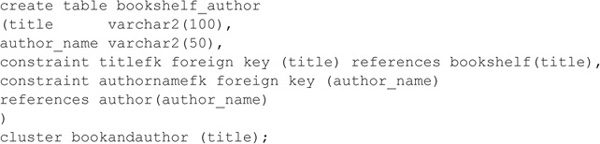 create table bookshelf_author
(title      varchar2(100),
author_name varchar2(50),
constraint titlefk foreign key (title) references bookshelf(title),
constraint authornamefk foreign key (author_name)
references author(author_name)
)
cluster bookandauthor (title);